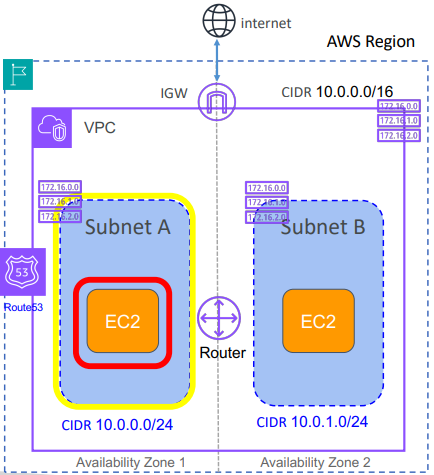 internet
AWS Region
IGW
CIDR 10.0.0.0/16
172.16.0.0
172.16.1.0
172.16.2.0
VPC
172.16.0.0
172.16.1.0
172.16.2.0
172.16.0.0
172.16.1.0
172.16.2.0
Subnet A
Subnet B
53
Route53
EC2
EC2
Router
CIDR 10.0.0.0/24
CIDR 10.0.1.0/24
Availability Zone 1
Availability Zone 2